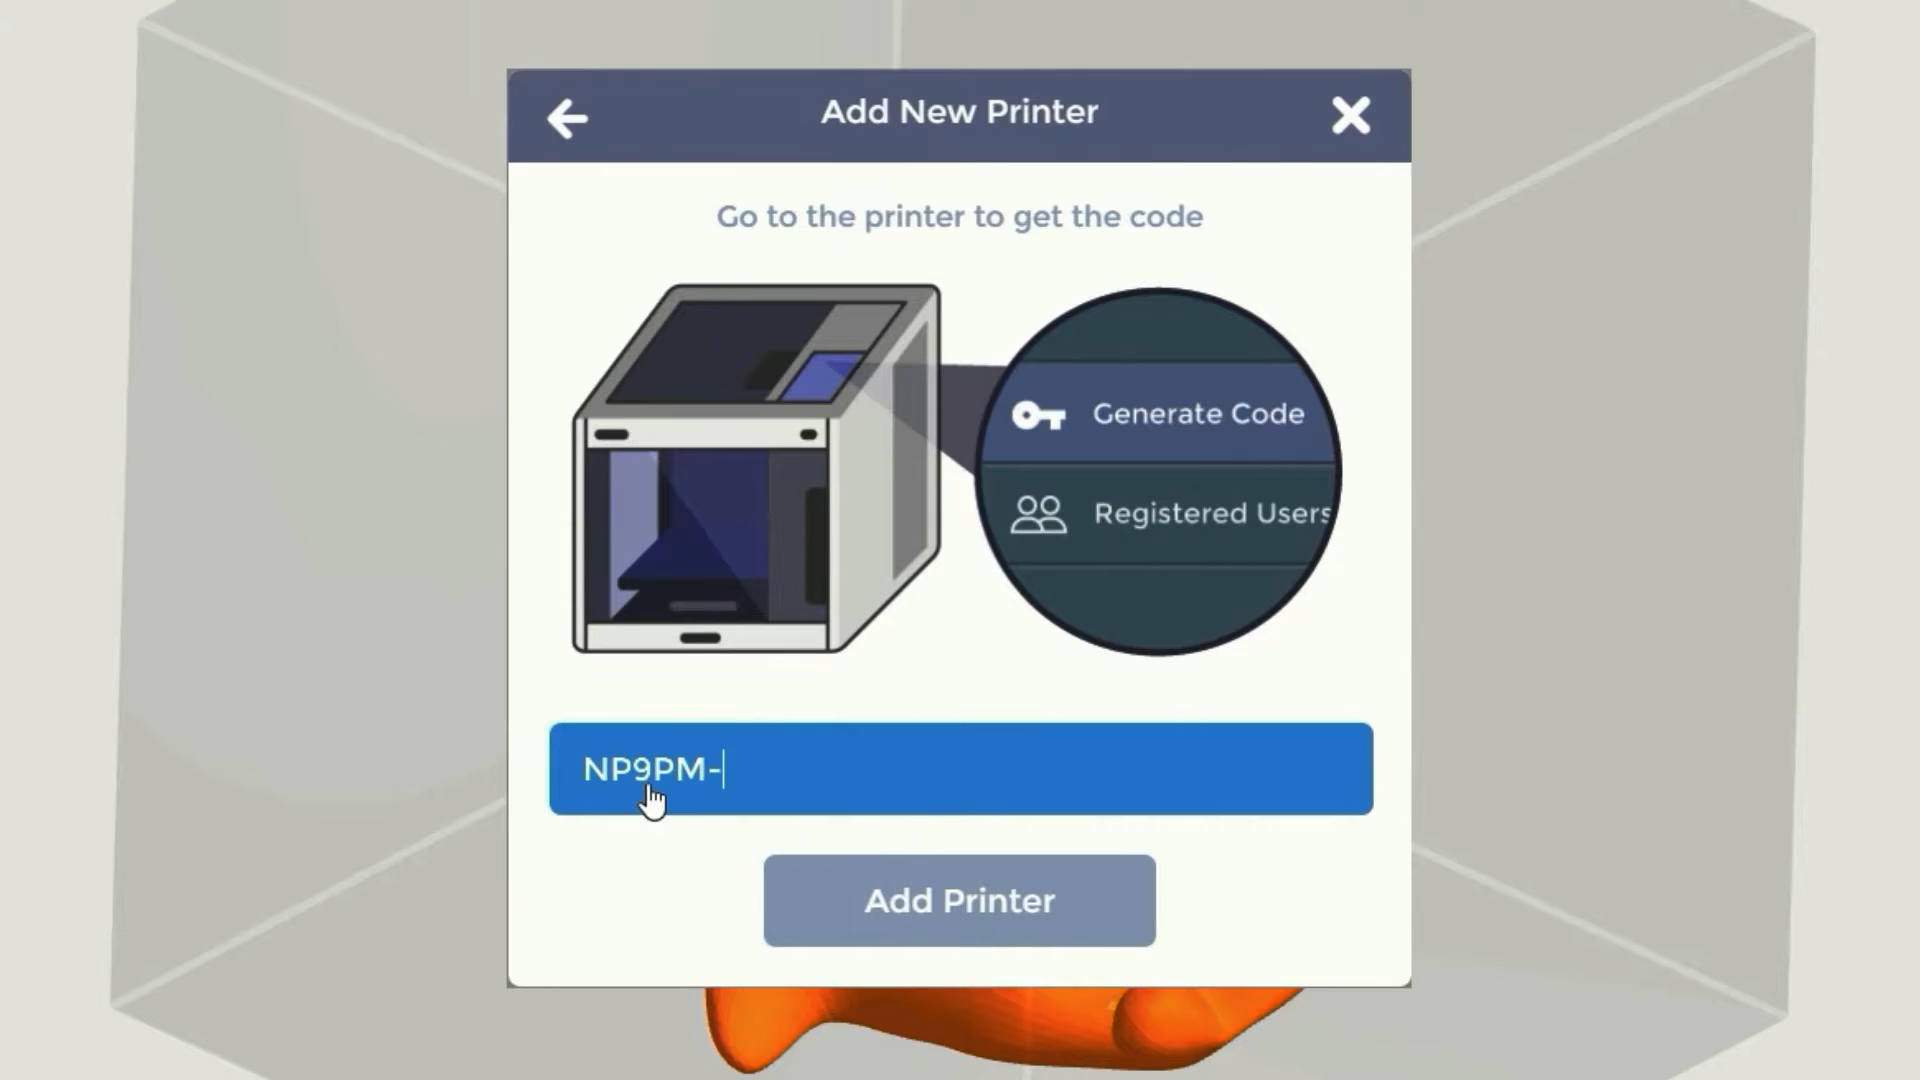 Add New Printer
Go to the printer to get the code
Generate Code
Registered Users
NP9PM-
Add Printer